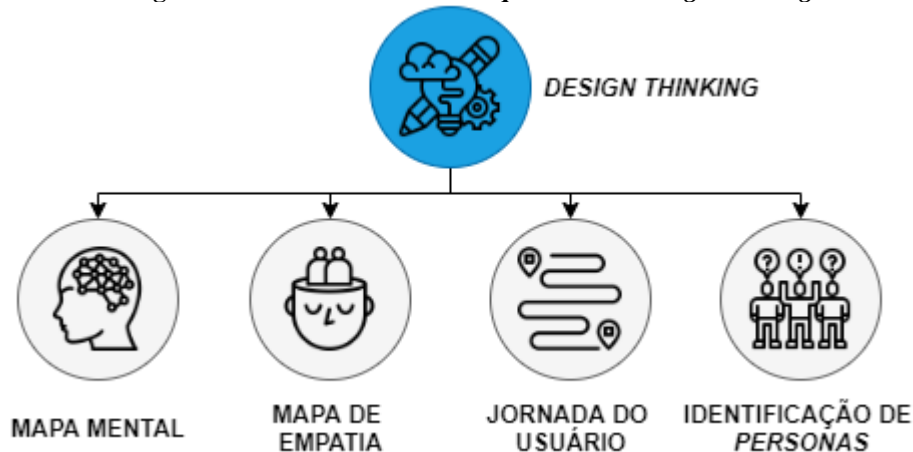 DESIGN THINKING
? ! ?
MAPA MENTAL
MAPA DE
EMPATIA
JORNADA DO
USUÁRIO
IDENTIFICAÇÃO DE
PERSONAS